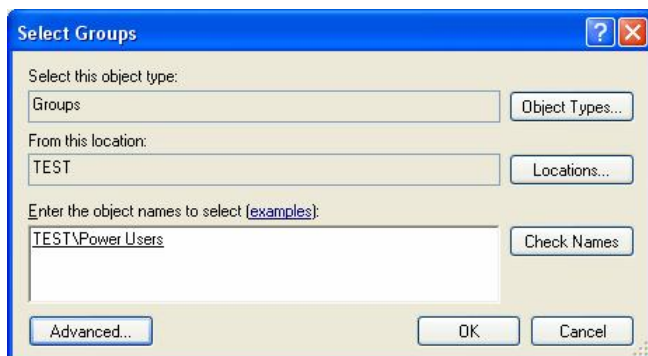 Select Groups
Select this object type:
Groups
Object Types...
From this location:
TEST
Locations...
Enter the object names to select (examples):
TEST\Power Users
Check Names
Advanced...
OK
Cancel